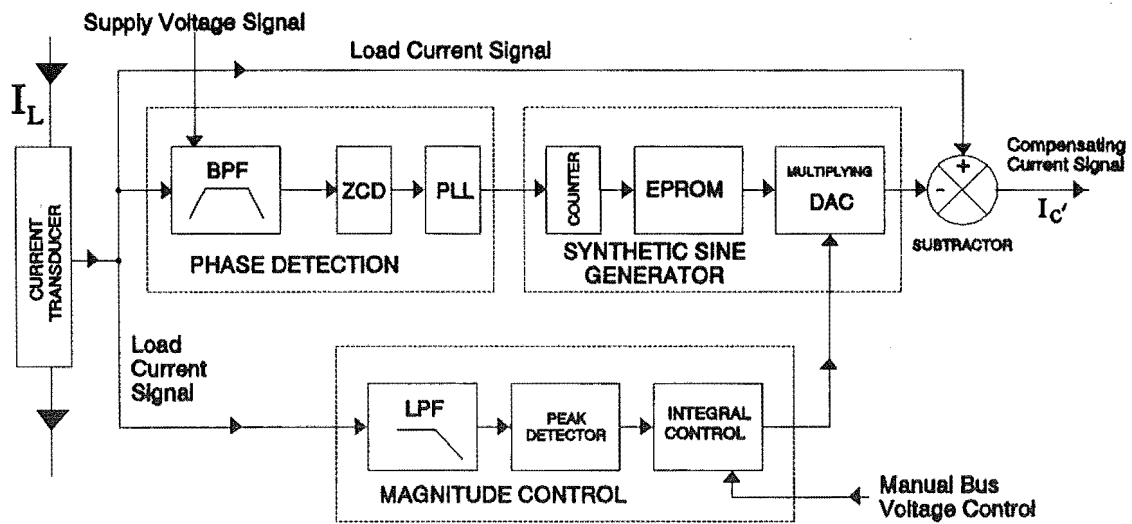 Supply Voltage Signal
Load Current Signal
I_L
BPF
ZCD
PLL
PHASE DETECTION
COUNTER
EPROM
MULTIPLYING
DAC
SYNTHETIC SINE
GENERATOR
+
-
SUBTRACTOR
Compensating
Current Signal
I_C'
CURRENT
TRANSDUCER
Load
Current
Signal
LPF
PEAK
DETECTOR
INTEGRAL
CONTROL
MAGNITUDE CONTROL
Manual Bus
Voltage Control